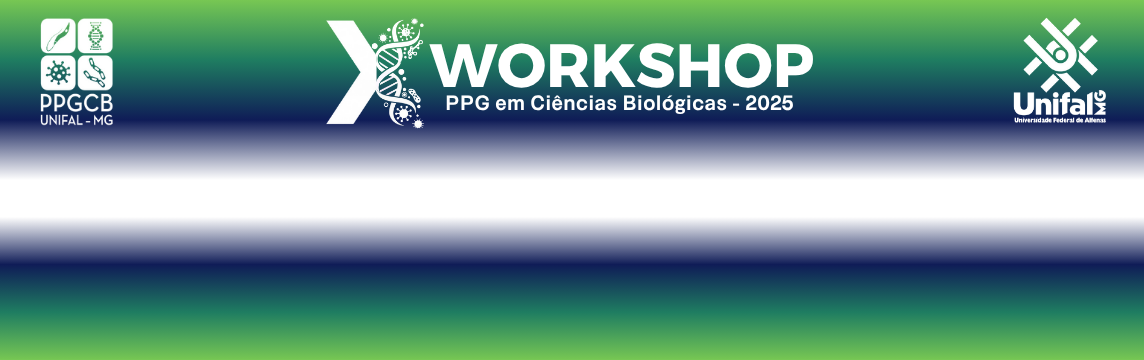 PPGCB
UNIFAL - MG
X WORKSHOP
PPG em Ciências Biológicas - 2025
Unifal MG
Universidade Federal de Alfenas